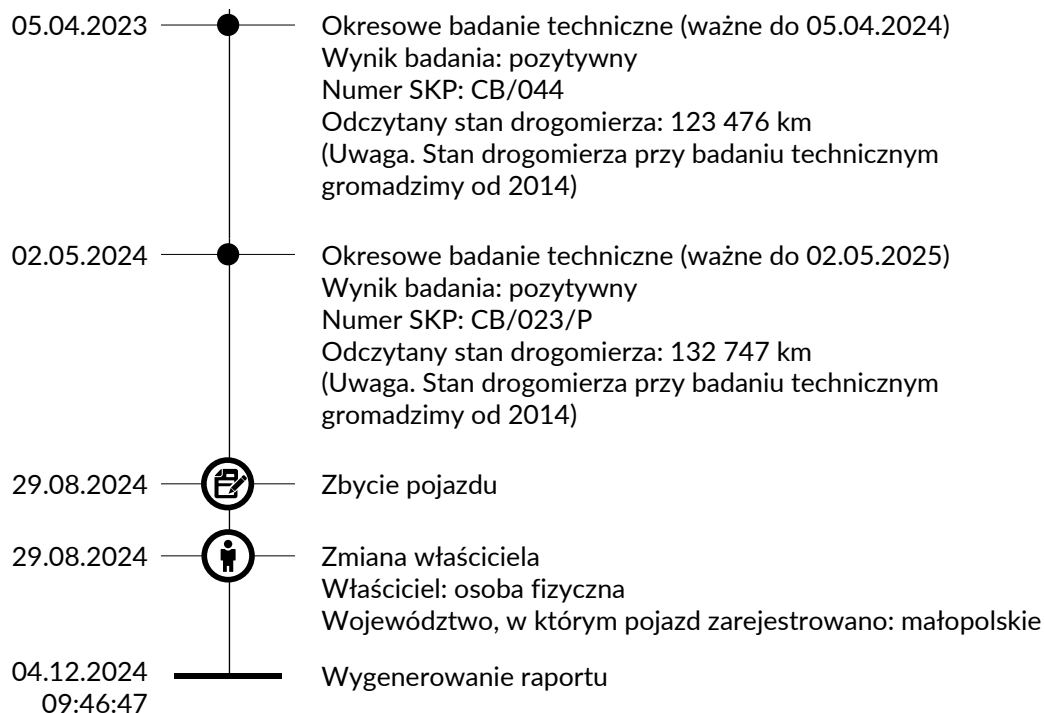 05.04.2023 Okresowe badanie techniczne (ważne do 05.04.2024)
Wynik badania: pozytywny
Numer SKP: CB/044
Odczytany stan drogomierza: 123 476 km
(Uwaga. Stan drogomierza przy badaniu technicznym
gromadzimy od 2014)
02.05.2024 Okresowe badanie techniczne (ważne do 02.05.2025)
Wynik badania: pozytywny
Numer SKP: CB/023/P
Odczytany stan drogomierza: 132 747 km
(Uwaga. Stan drogomierza przy badaniu technicznym
gromadzimy od 2014)
29.08.2024 Zbycie pojazdu
29.08.2024 Zmiana właściciela
Właściciel: osoba fizyczna
Województwo, w którym pojazd zarejestrowano: małopolskie
04.12.2024 Wygenerowanie raportu
09:46:47